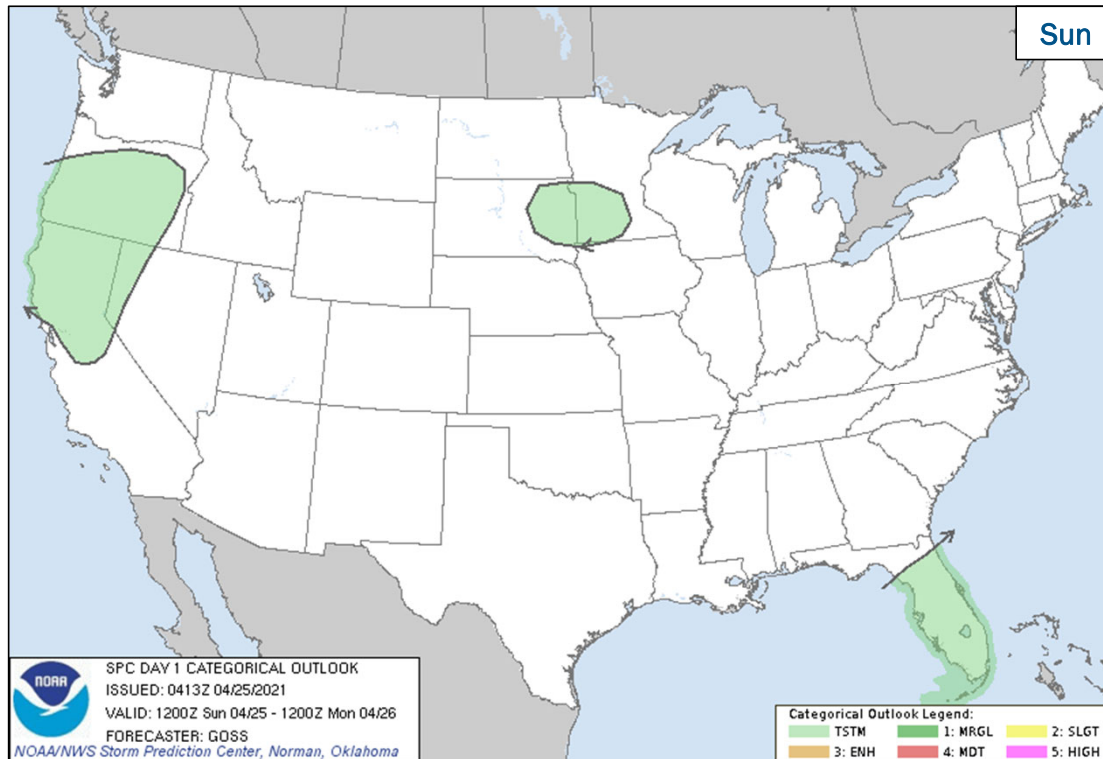 Sun
NOAA
SPC DAY 1 CATEGORICAL OUTLOOK
ISSUED: 0413Z 04/25/2021
VALID: 1200Z Sun 04/25 - 1200Z Mon 04/26
FORECASTER: GOSS
NOAA/NWS Storm Prediction Center, Norman, Oklahoma
Categorical Outlook Legend:
TSTM 1: MRGL 2: SLGT
3: ENH 4: MDT 5: HIGH